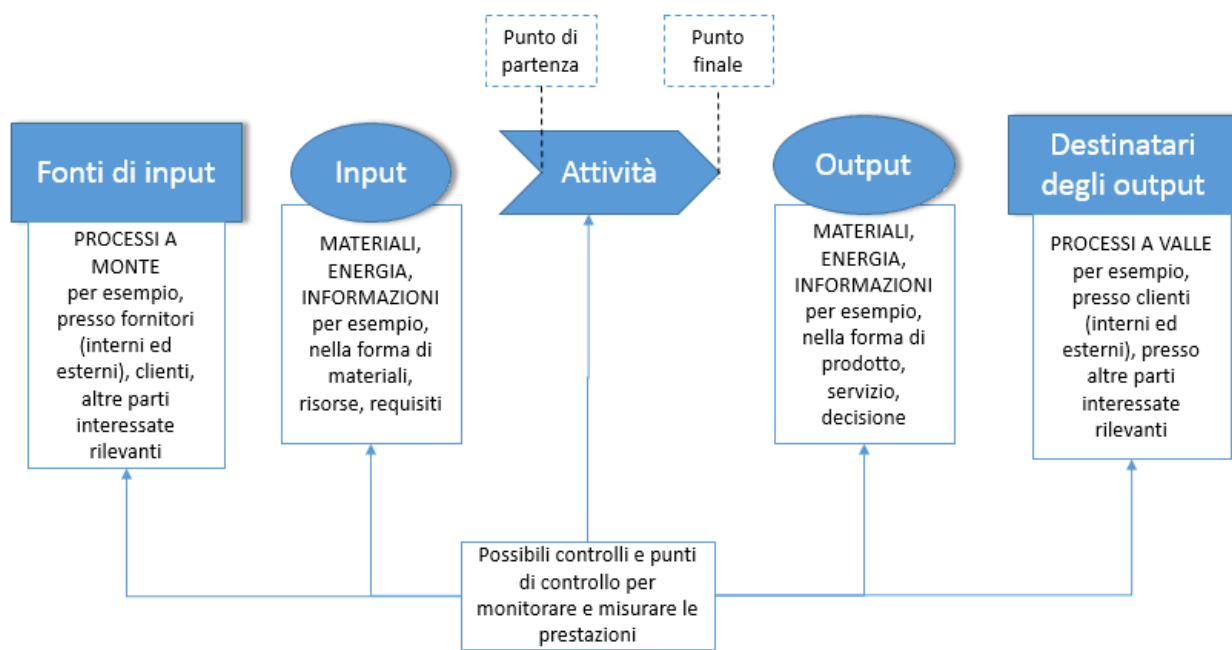 Punto di
partenza
Punto
finale
Fonti di input
Input
Attività
Output
Destinatari
degli output
PROCESSI A
MONTE
per esempio,
presso fornitori
(interni ed
esterni), clienti,
altre parti
interessate
rilevanti
MATERIALI,
ENERGIA,
INFORMAZIONI
per esempio,
nella forma di
materiali,
risorse, requisiti
MATERIALI,
ENERGIA,
INFORMAZIONI
per esempio,
nella forma di
prodotto,
servizio,
decisione
PROCESSI A VALLE
per esempio,
presso clienti
(interni ed
esterni), presso
altre parti
interessate
rilevanti
Possibili controlli e punti
di controllo per
monitorare e misurare le
prestazioni